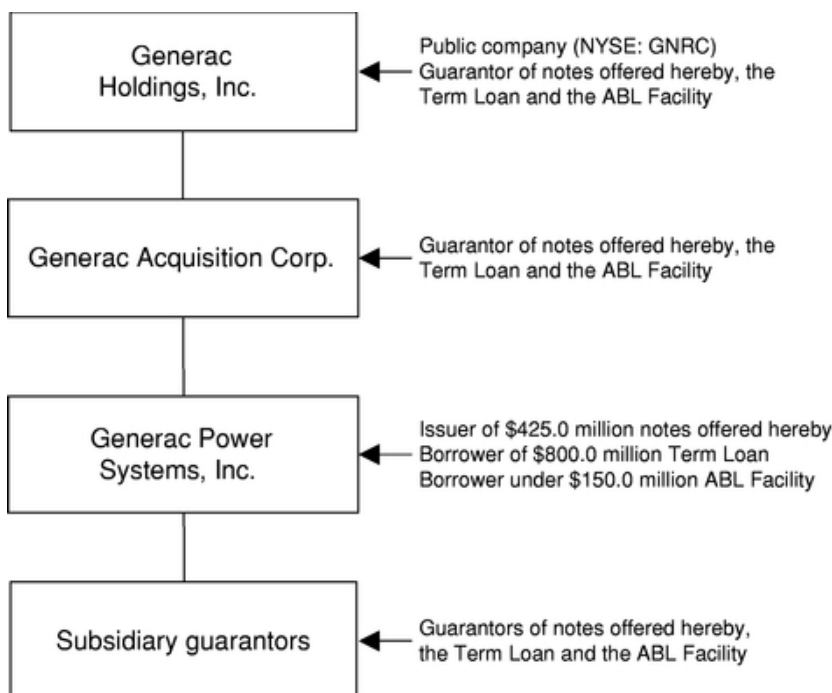 Generac
Holdings, Inc.
Public company (NYSE: GNRC)
Guarantor of notes offered hereby, the
Term Loan and the ABL Facility
Generac Acquisition Corp.
Guarantor of notes offered hereby, the
Term Loan and the ABL Facility
Generac Power
Systems, Inc.
Issuer of $425.0 million notes offered hereby
Borrower of $800.0 million Term Loan
Borrower under $150.0 million ABL Facility
Subsidiary guarantors
Guarantors of notes offered hereby,
the Term Loan and the ABL Facility